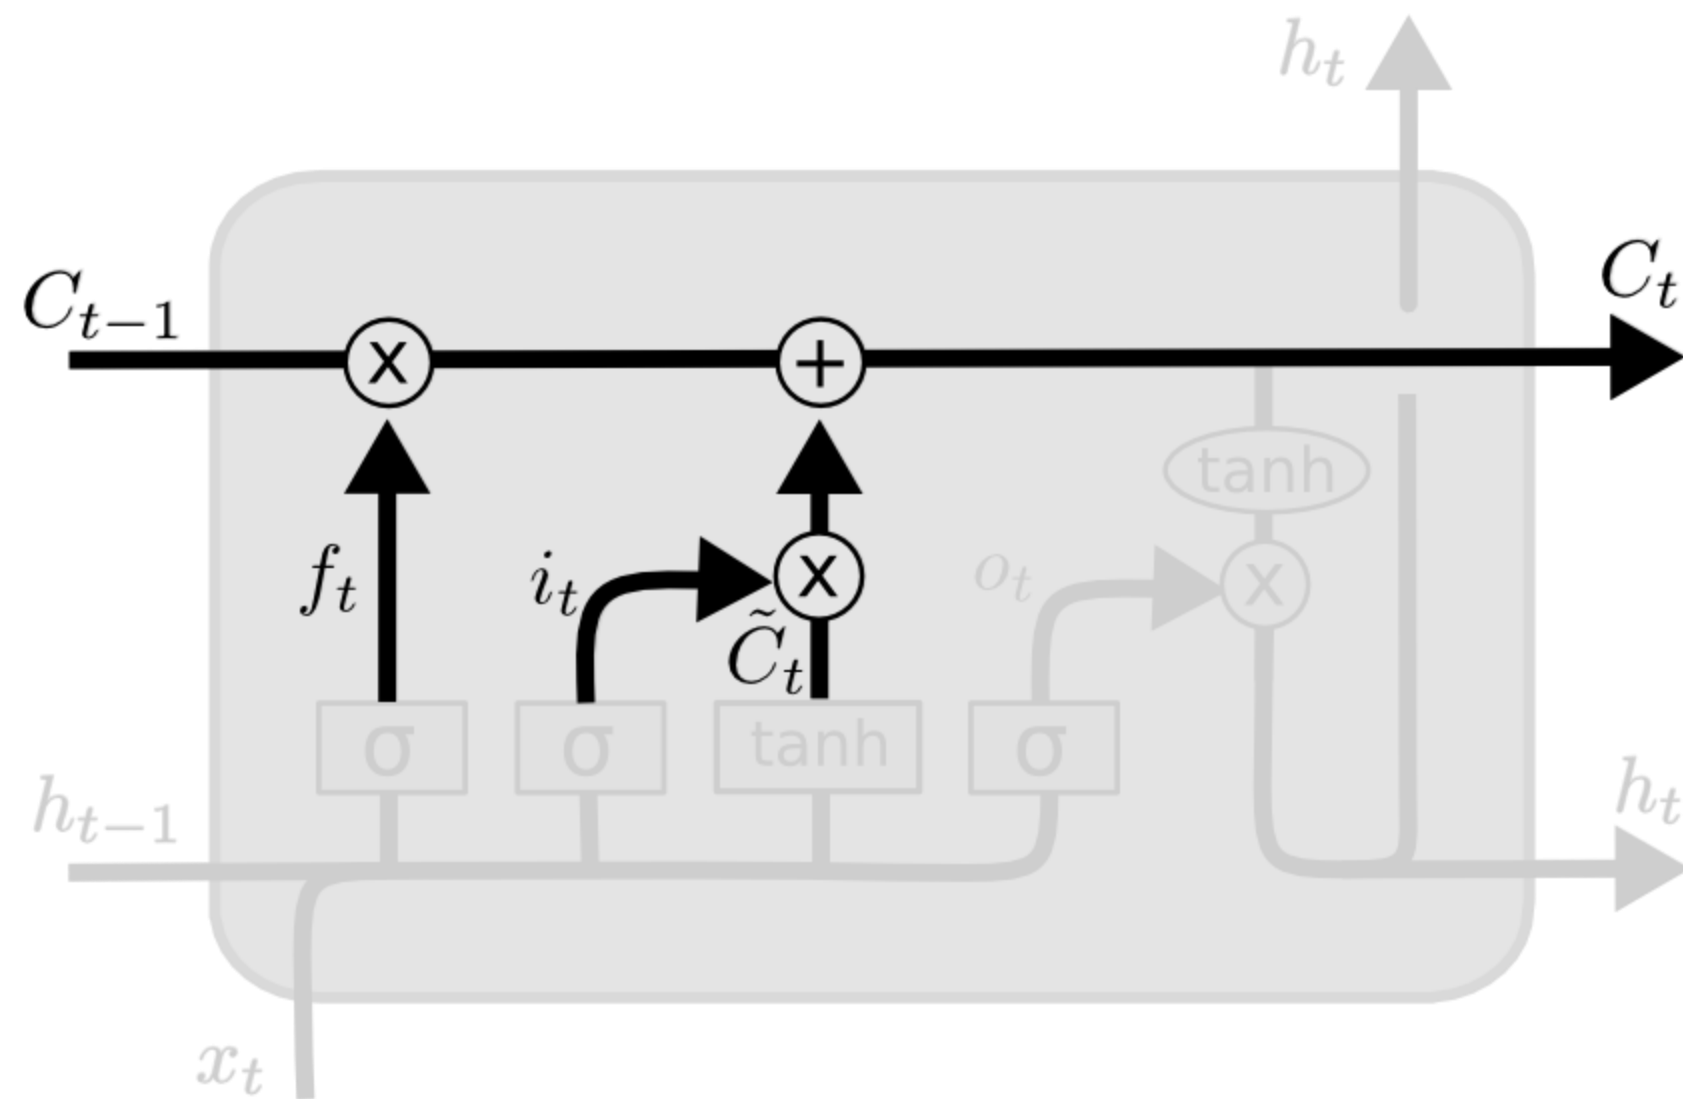 h_t
C_{t-1}
C_t
x
+
tanh
f_t
i_t
x
o_t
x
C̃_t
σ
σ
tanh
σ
h_{t-1}
h_t
x_t